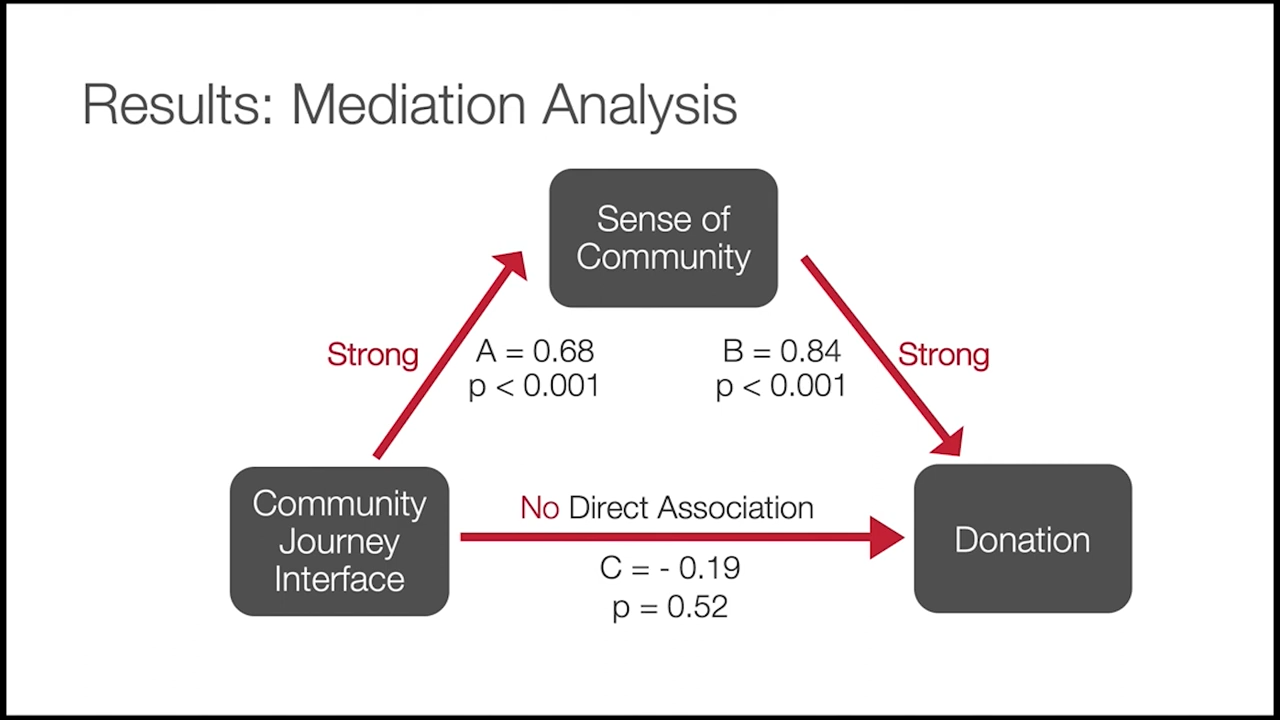 Results: Mediation Analysis
Sense of
Community
Strong
A = 0.68
p < 0.001
B = 0.84
p < 0.001
Strong
Community
Journey
Interface
No Direct Association
C = - 0.19
p = 0.52
Donation